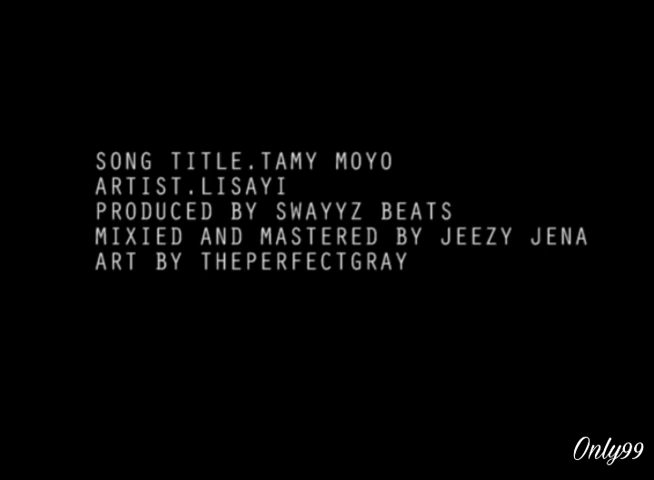 SONG TITLE.TAMY MOYO
ARTIST.LISAYI
PRODUCED BY SWAYYZ BEATS
MIXIED AND MASTERED BY JEEZY JENA
ART BY THEPERFECTGRAY
Only99